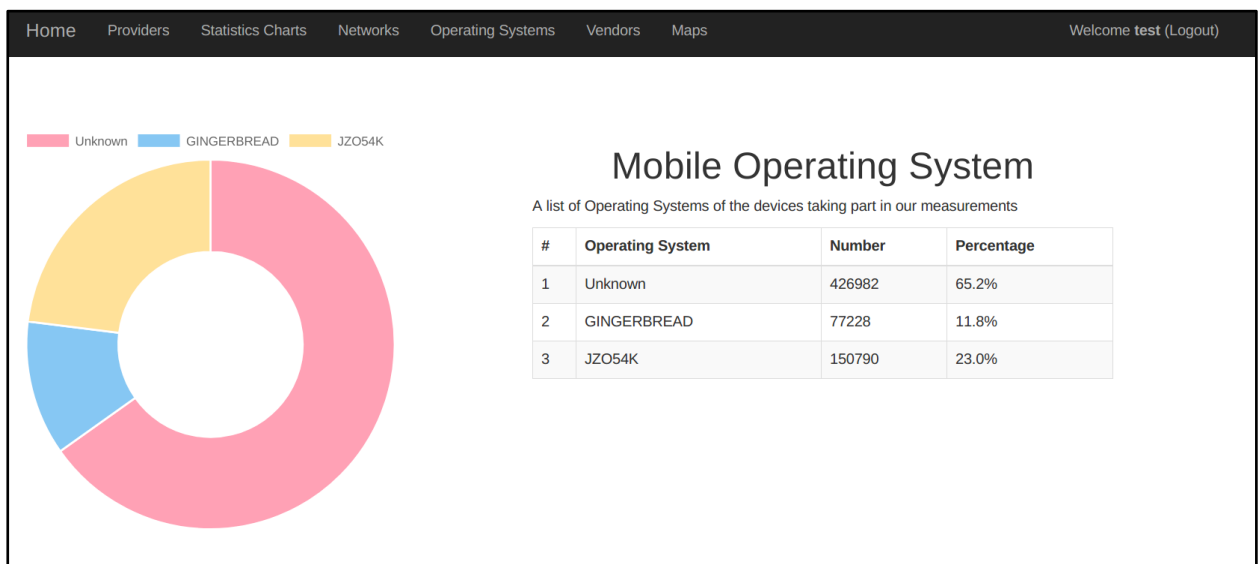 Home Providers Statistics Charts Networks Operating Systems Vendors Maps Welcome test (Logout)
Unknown GINGERBREAD JZO54K
Mobile Operating System
A list of Operating Systems of the devices taking part in our measurements
# Operating System Number Percentage
1 Unknown 426982 65.2%
2 GINGERBREAD 77228 11.8%
3 JZO54K 150790 23.0%